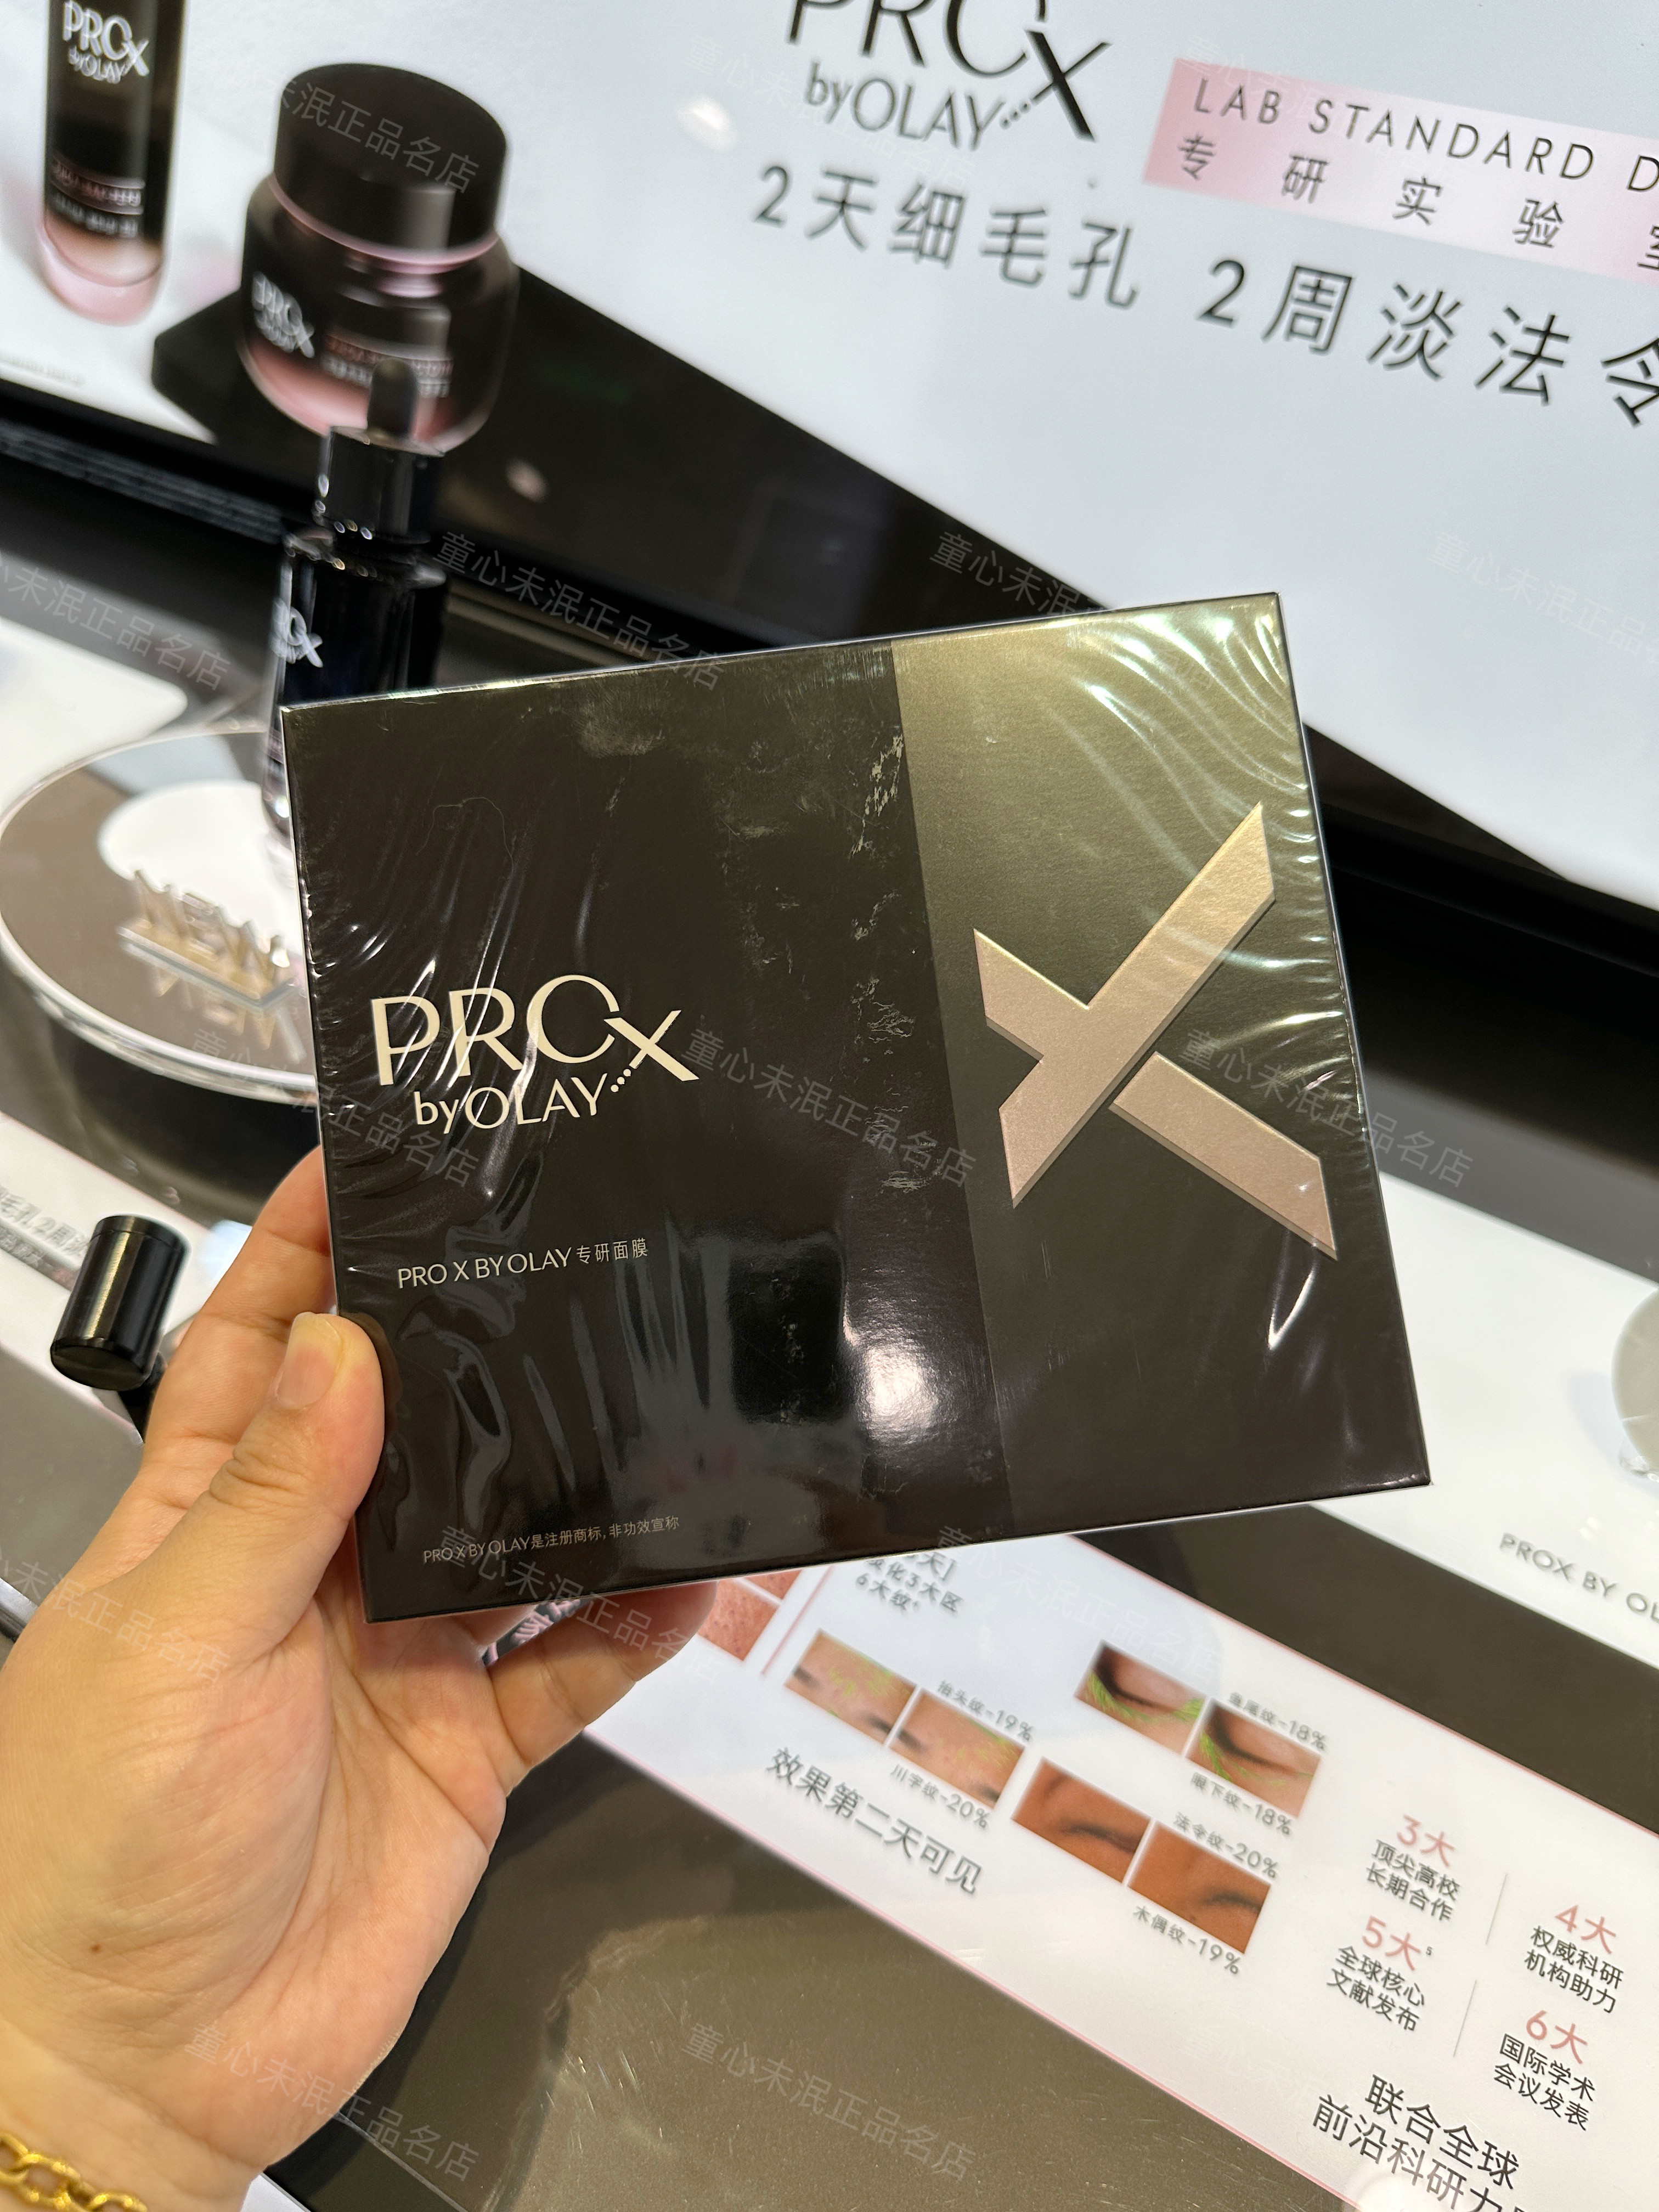 PROX
byOLAY
PROX
byOLAY
PROX
byOLAY
LAB STANDARD
专研实验
2天细毛孔 2周淡法令
PROX
byOLAY
PRO X BY OLAY专研面膜
PRO X BY OLAY是注册商标,非功效宣称
NEW
PROX BY
6大纹
抬头纹-19%
川字纹-20%
鱼尾纹-18%
眼下纹-18%
法令纹-20%
木偶纹-19%
效果第二天可见
3大
顶尖高校
长期合作
4大
权威科研
机构助力
5大5
全球核心
文献发布
6大
国际学术
会议发表
联合全球
前沿科研力
童心未泯正品名店